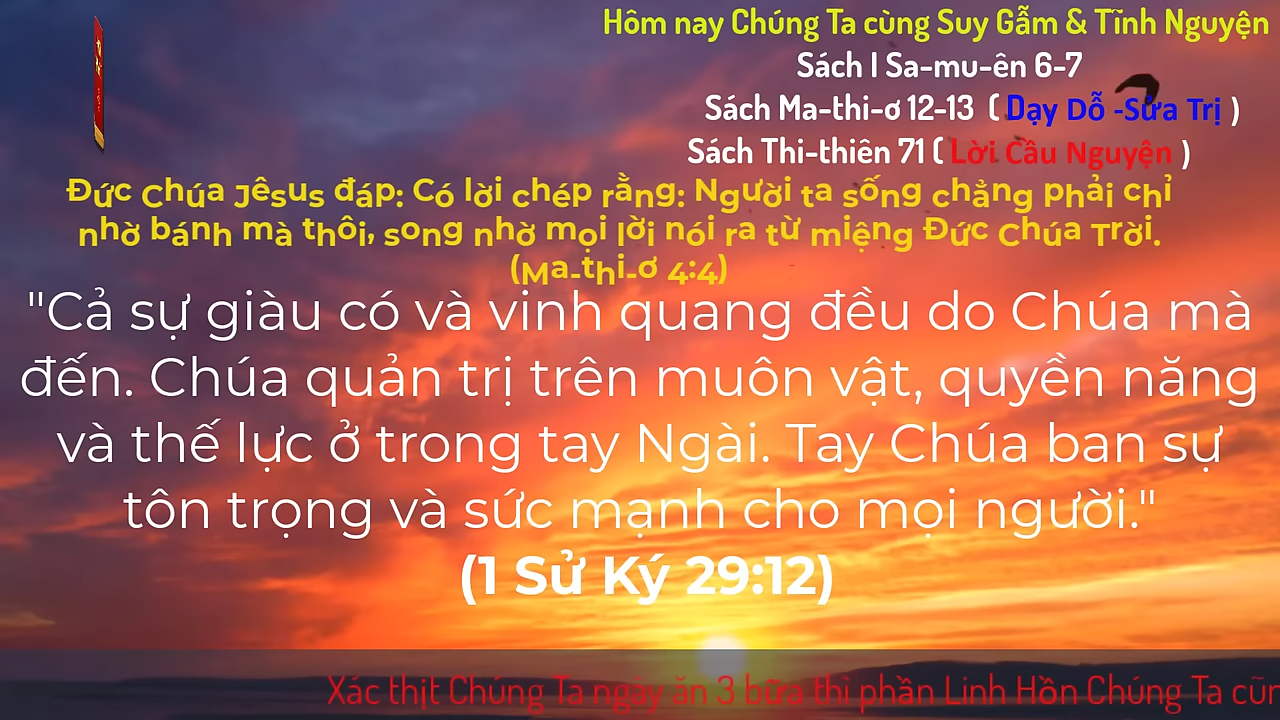 Hôm nay Chúng Ta cùng Suy Gẫm & Tĩnh Nguyện
Sách I Sa-mu-ên 6-7
Sách Ma-thi-ơ 12-13 ( Dạy Dỗ -Sửa Trị )
Sách Thi-thiên 71 ( Lời Cầu Nguyện )
Đức Chúa Jêsus đáp: Có lời chép rằng: Người ta sống chẳng phải chỉ
nhờ bánh mà thôi, song nhờ mọi lời nói ra từ miệng Đức Chúa Trời.
(Ma-thi-ơ 4:4)
"Cả sự giàu có và vinh quang đều do Chúa mà
đến. Chúa quản trị trên muôn vật, quyền năng
và thế lực ở trong tay Ngài. Tay Chúa ban sự
tôn trọng và sức mạnh cho mọi người."
(1 Sử Ký 29:12)
Xác thịt Chúng Ta ngày ăn 3 bữa thì phần Linh Hồn Chúng Ta